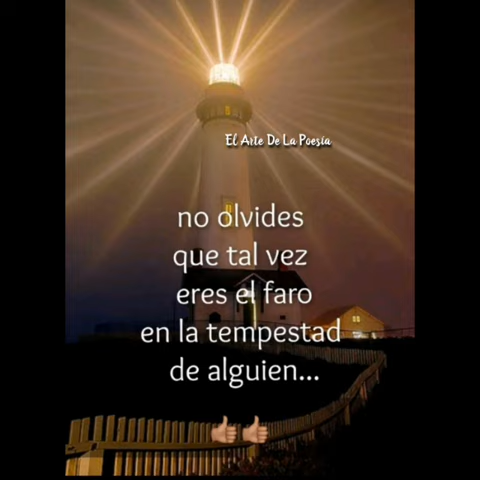 El Arte De La Poesía
no olvides
que tal vez
eres el faro
en la tempestad
de alguien...
👍👍